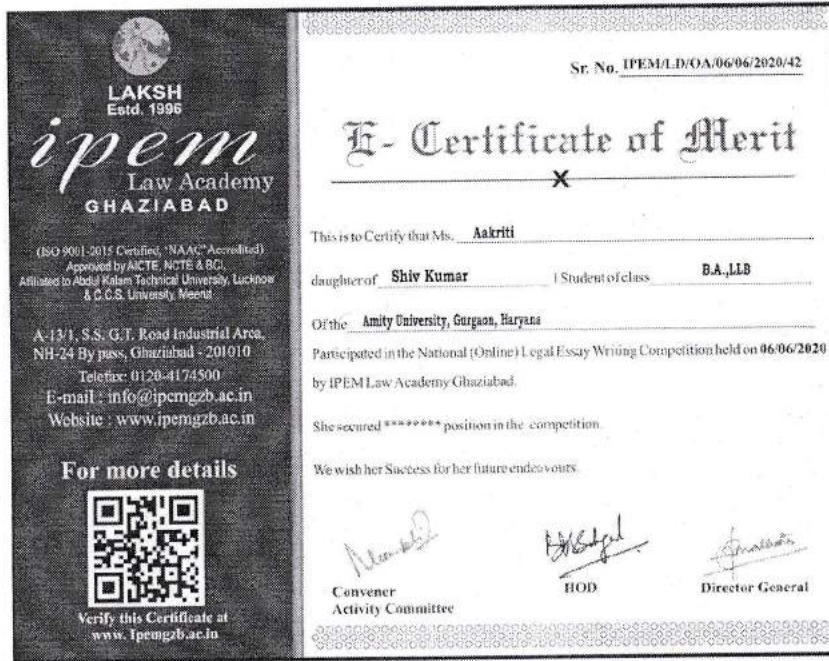 LAKSH
Estd. 1996
ipem
Law Academy
GHAZIABAD
(ISO 9001-2015 Certified, "NAAC" Accredited)
Approved by AICTE, NCTE & BCI,
Affiliated to Abdul Kalam Technical University, Lucknow
& C.C.S. University, Meerut
A-13/1, S.S. G.T. Road Industrial Area,
NH-24 By pass, Ghaziabad - 201010
Telefax: 0120-4174500
E-mail : info@ipemgzb.ac.in
Website : www.ipemgzb.ac.in
For more details
Verify this Certificate at
www. Ipemgzb.ac.in
Sr. No. IPEM/LD/OA/06/06/2020/42
E- Certificate of Merit
X
This is to Certify that Ms. Aakriti
daughter of Shiv Kumar | Student of class B.A.,LLB
Of the Amity University, Gurgaon, Haryana
Participated in the National (Online) Legal Essay Writing Competition held on 06/06/2020
by IPEM Law Academy Ghaziabad.
She secured ******** position in the competition.
We wish her Success for her future endeavours.
Convener
Activity Committee
HOD
Director General